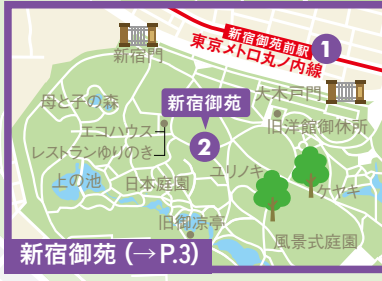 新宿御苑前駅
1
東京メトロ丸ノ内線
新宿門
大木戸門
母と子の森
新宿御苑
旧洋館御休所
エコハウス
2
レストランゆりのき
上の池
日本庭園
ユリノキ
ケヤキ
旧御凉亭
風景式庭園
新宿御苑 (→P.3)